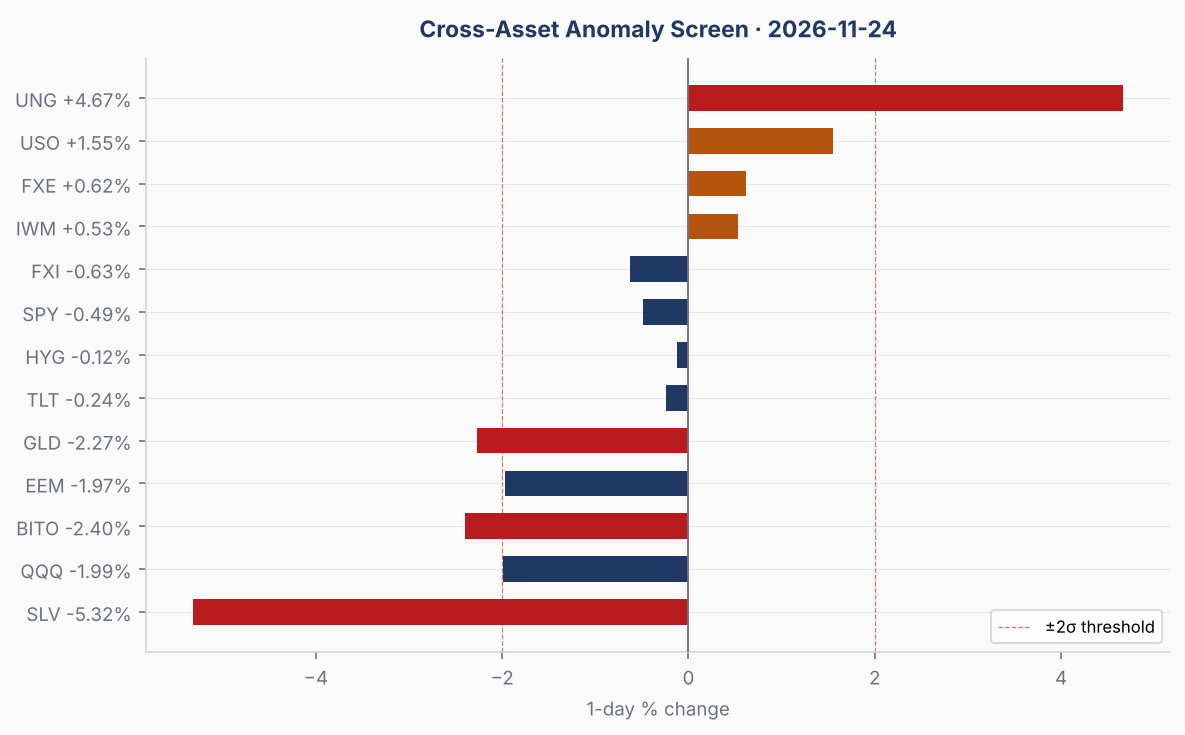 Cross-Asset Anomaly Screen · 2026-11-24
UNG +4.67%
USO +1.55%
FXE +0.62%
IWM +0.53%
FXI -0.63%
SPY -0.49%
HYG -0.12%
TLT -0.24%
GLD -2.27%
EEM -1.97%
BITO -2.40%
QQQ -1.99%
SLV -5.32%
±2σ threshold
−4 −2 0 2 4
1-day % change